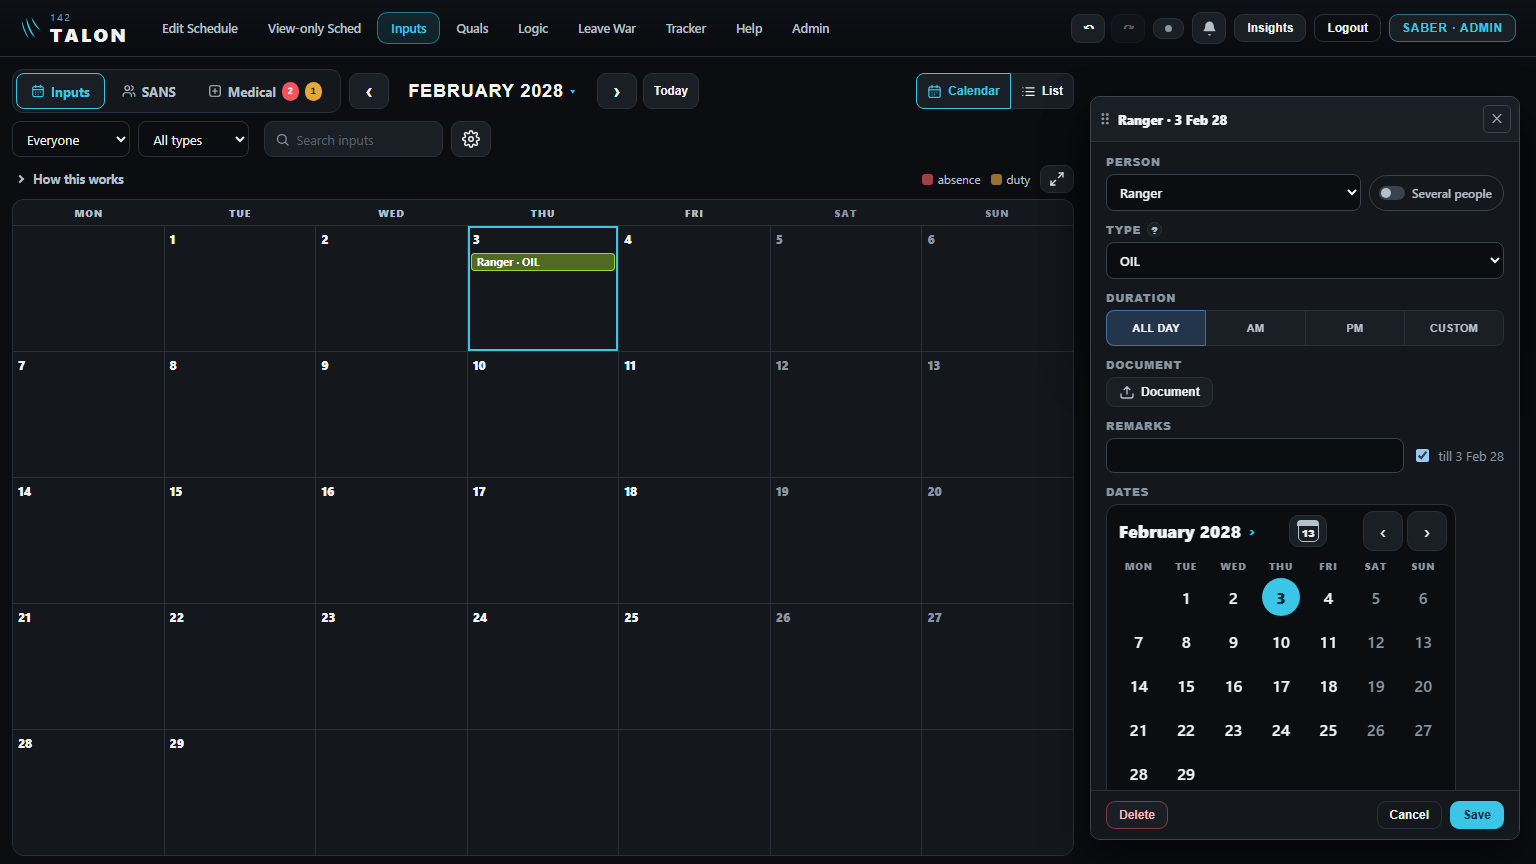 142
TALON
Edit Schedule
View-only Sched
Inputs
Quals
Logic
Leave War
Tracker
Help
Admin
Insights
Logout
SABER · ADMIN
Inputs
SANS
Medical 2 1
‹
FEBRUARY 2028
›
Today
Calendar
List
Everyone
All types
Search inputs
How this works
absence
duty
MON TUE WED THU FRI SAT SUN
1 2 3 4 5 6
Ranger · OIL
7 8 9 10 11 12 13
14 15 16 17 18 19 20
21 22 23 24 25 26 27
28 29
Ranger · 3 Feb 28
PERSON
Ranger
Several people
TYPE ?
OIL
DURATION
ALL DAY AM PM CUSTOM
DOCUMENT
Document
REMARKS
till 3 Feb 28
DATES
February 2028 ›
13
‹ ›
MON TUE WED THU FRI SAT SUN
1 2 3 4 5 6
7 8 9 10 11 12 13
14 15 16 17 18 19 20
21 22 23 24 25 26 27
28 29
Delete
Cancel
Save